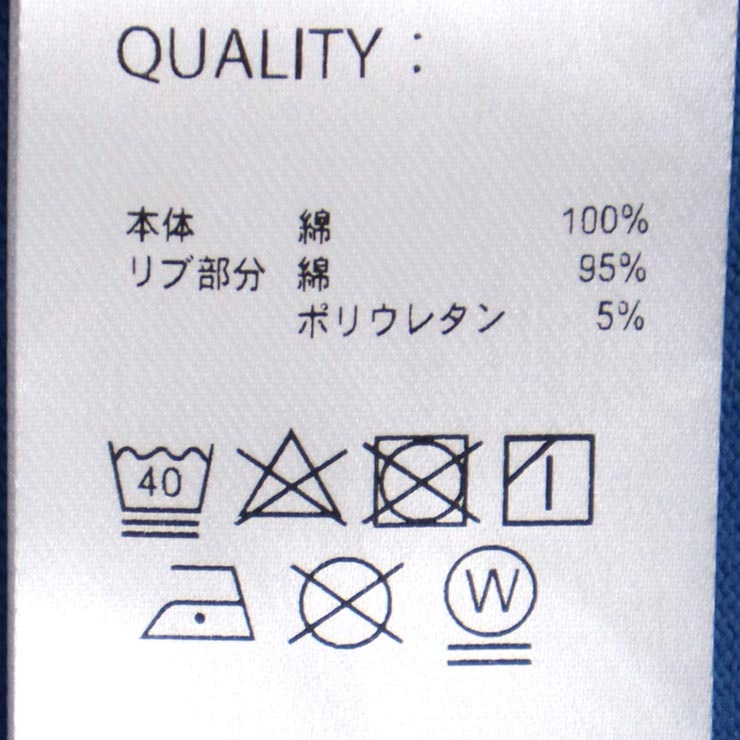 QUALITY :
本体 綿 100%
リブ部分 綿 95%
ポリウレタン 5%
40
W